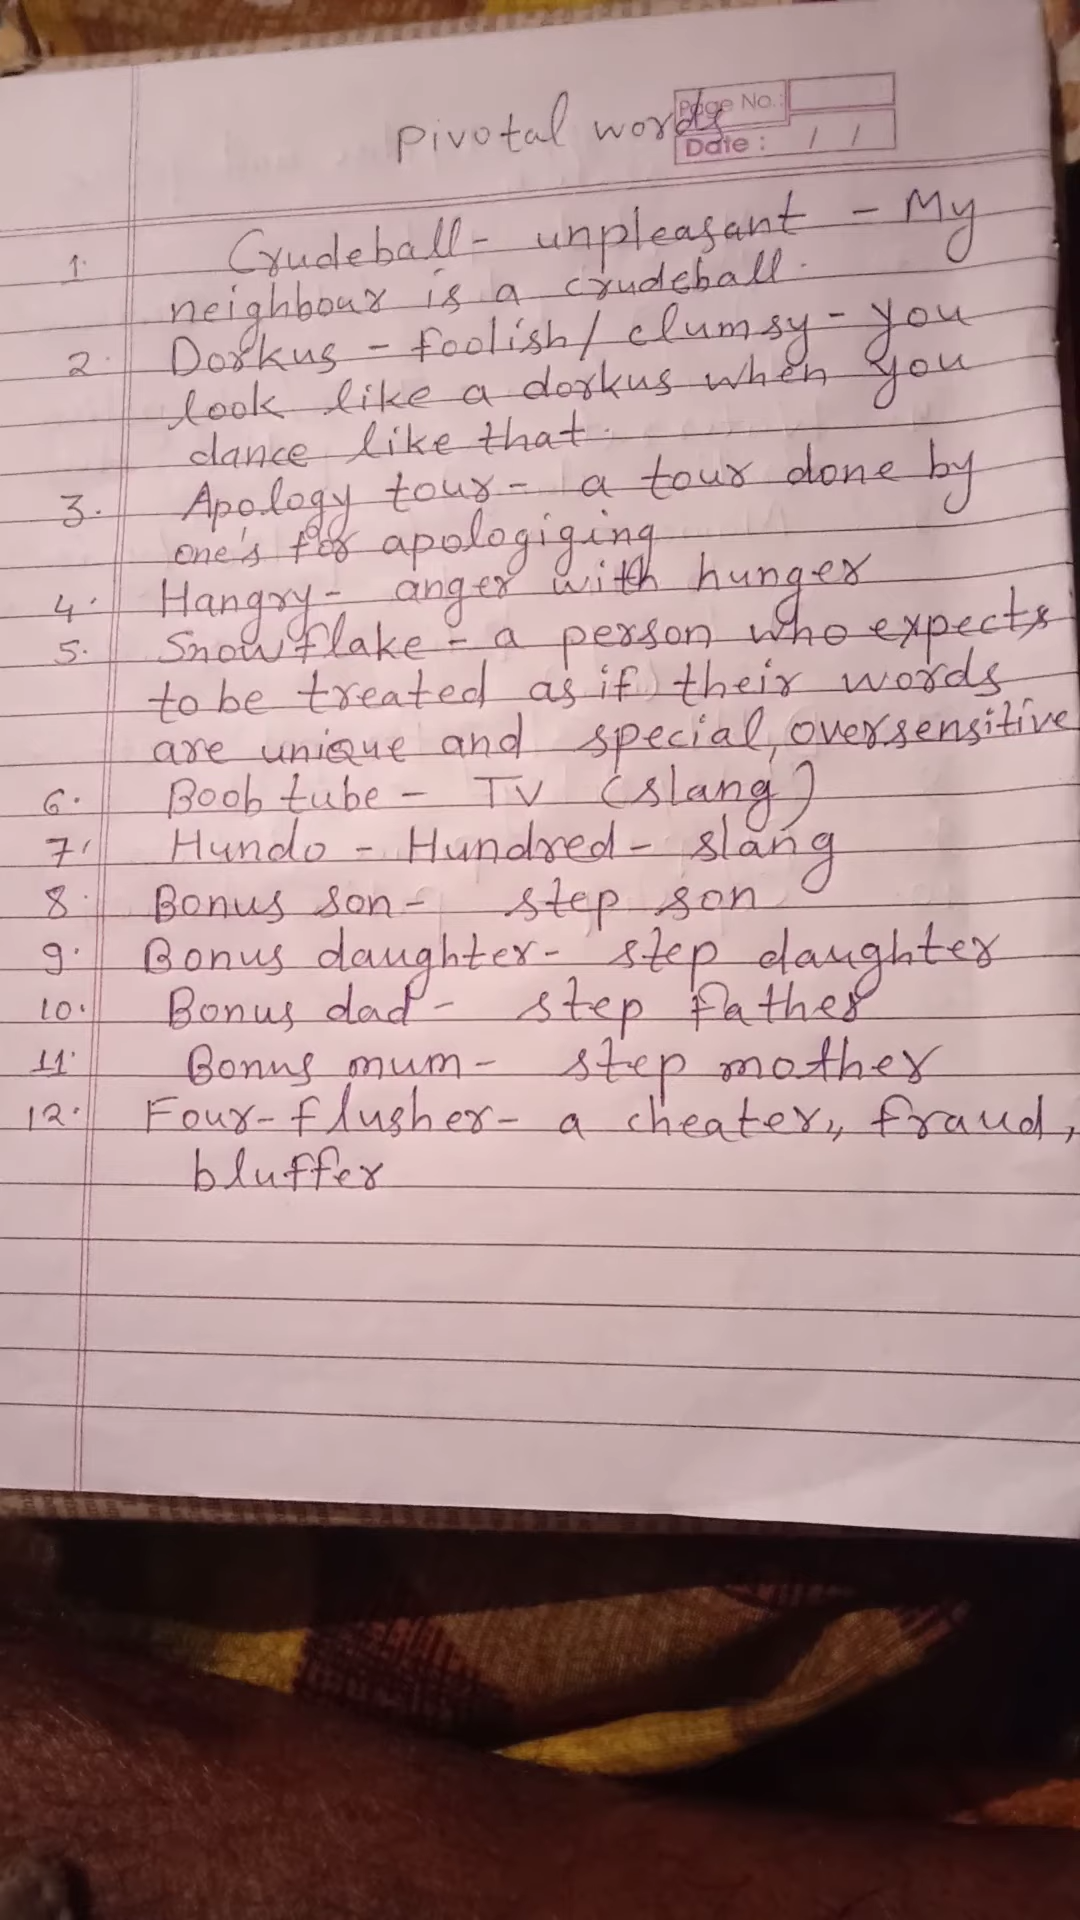 Pivotal words
Page No.:
Date : / /
1. Crudeball - unpleasant - My
neighbour is a crudeball.
2. Dorkus - foolish/ clumsy - you
look like a dorkus when you
dance like that.
3. Apology tour - a tour done by
one's for apologiging
4. Hangry - anger with hunger
5. Snowflake - a person who expects
to be treated as if their words
are unique and special, oversensitive
6. Boob tube - TV (slang)
7. Hundo - Hundred - slang
8. Bonus son - step son
9. Bonus daughter - step daughter
10. Bonus dad - step father
11. Bonus mum - step mother
12. Four-flusher - a cheater,, fraud,
bluffer